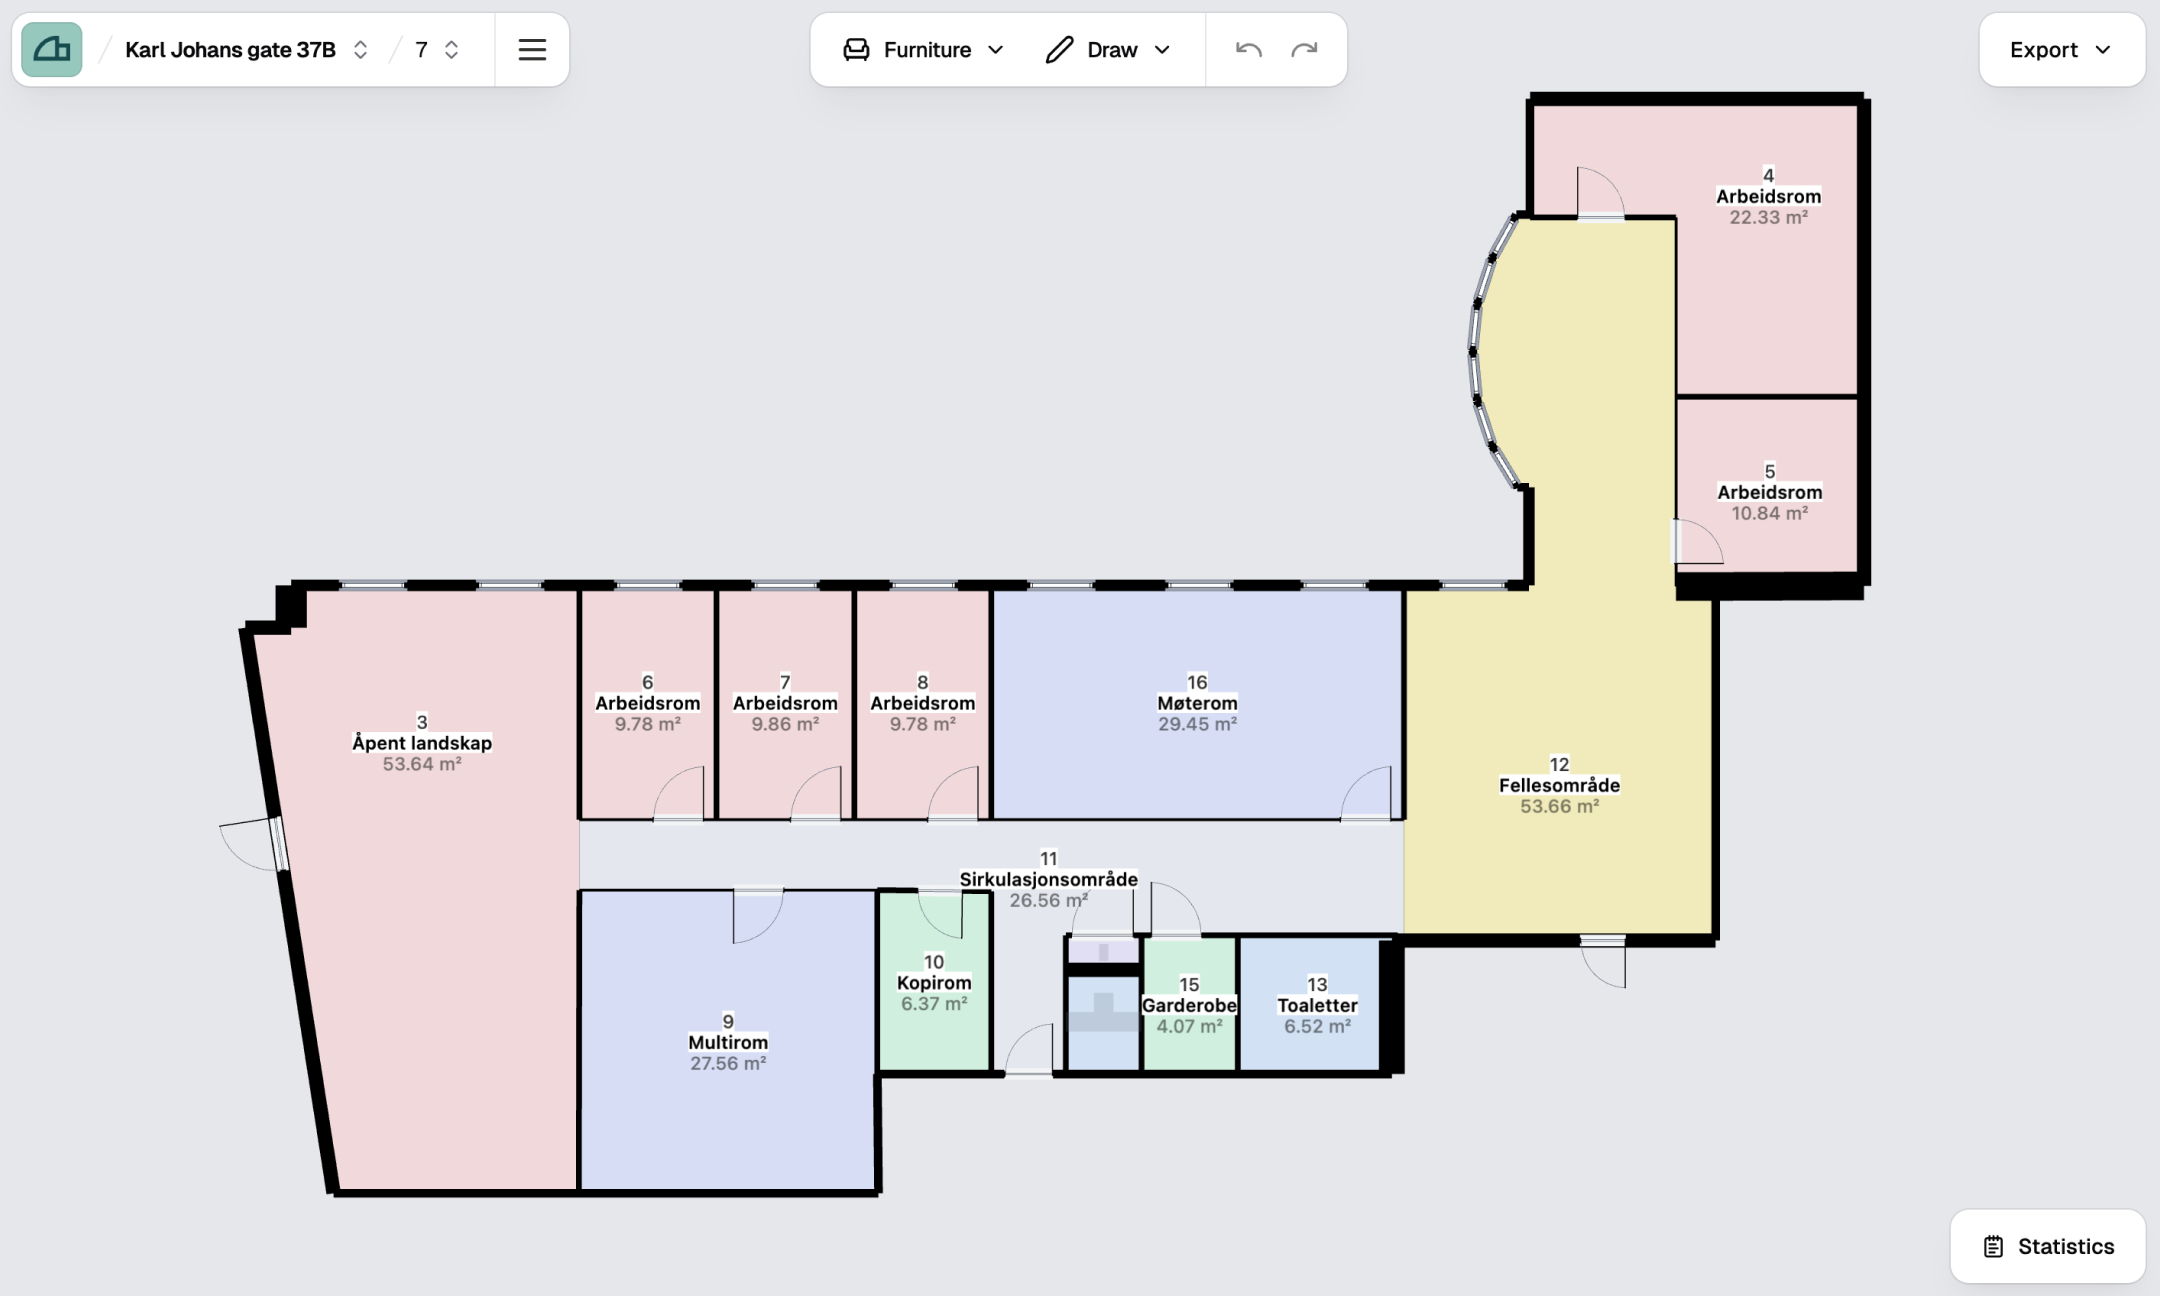 Karl Johans gate 37B
7
Furniture
Draw
Export
4
Arbeidsrom
22.33 m²
5
Arbeidsrom
10.84 m²
3
Åpent landskap
53.64 m²
6
Arbeidsrom
9.78 m²
7
Arbeidsrom
9.86 m²
8
Arbeidsrom
9.78 m²
16
Møterom
29.45 m²
12
Fellesområde
53.66 m²
11
Sirkulasjonsområde
26.56 m²
9
Multirom
27.56 m²
10
Kopirom
6.37 m²
15
Garderobe
4.07 m²
13
Toaletter
6.52 m²
Statistics